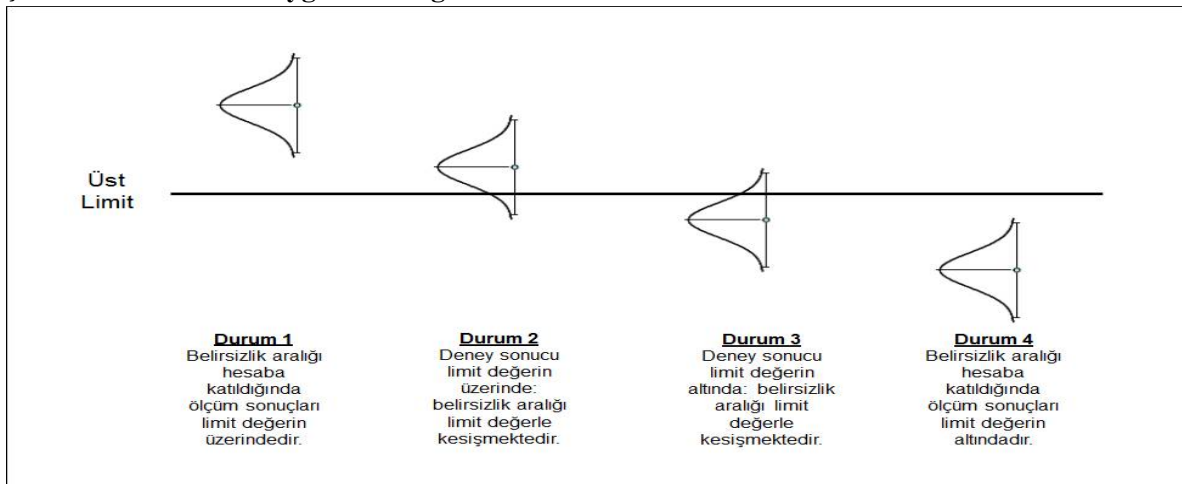 Üst
Limit
Durum 1
Belirsizlik aralığı
hesaba
katıldığında
ölçüm sonuçları
limit değerin
üzerindedir.
Durum 2
Deney sonucu
limit değerin
üzerinde:
belirsizlik aralığı
limit değerle
kesişmektedir.
Durum 3
Deney sonucu
limit değerin
altında: belirsizlik
aralığı limit
değerle
kesişmektedir.
Durum 4
Belirsizlik aralığı
hesaba
katıldığında
ölçüm sonuçları
limit değerin
altındadır.